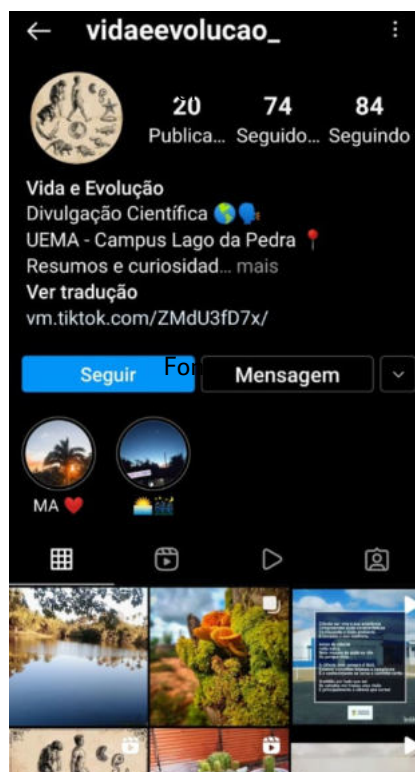 vidaeevolucao_
20 74 84
Publica... Seguido... Seguindo
Vida e Evolução
Divulgação Científica 🌎🗣
UEMA - Campus Lago da Pedra 📍
Resumos e curiosidad... mais
Ver tradução
vm.tiktok.com/ZMdU3fD7x/
Seguir For Mensagem
MA ❤️ 🌅🎆